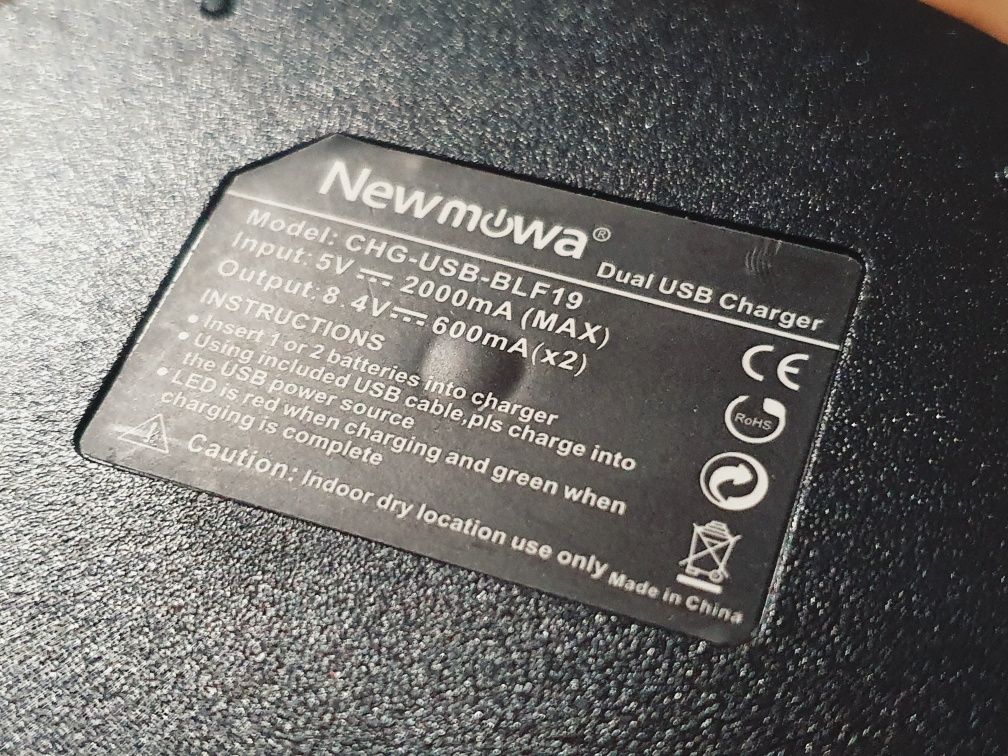 Newmowa®
Dual USB Charger
Model: CHG-USB-BLF19
Input: 5V⎓2000mA (MAX)
Output: 8.4V⎓600mA(x2)
INSTRUCTIONS
• Insert 1 or 2 batteries into charger
• Using included USB cable,pls charge into
the USB power source
• LED is red when charging and green when
charging is complete
Caution: Indoor dry location use only
CE
RoHS
Made in China